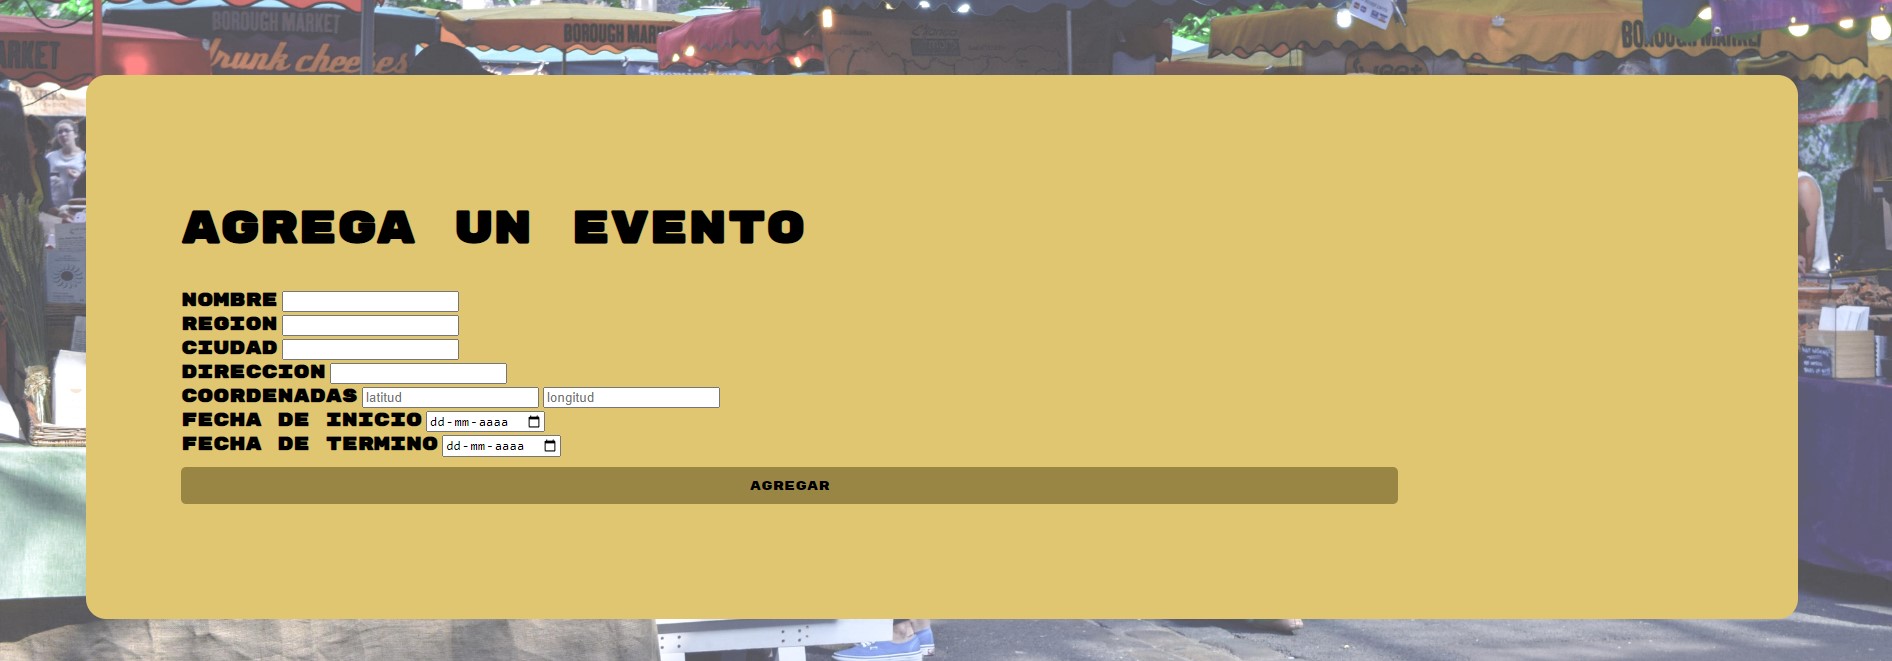 BOROUGH MARKET
MARKET
drunk cheeses
BOROUGH MARK
BOROUGH MARKET
AGREGA UN EVENTO
NOMBRE
REGION
CIUDAD
DIRECCION
COORDENADAS latitud longitud
FECHA DE INICIO dd-mm-aaaa
FECHA DE TERMINO dd-mm-aaaa
AGREGAR